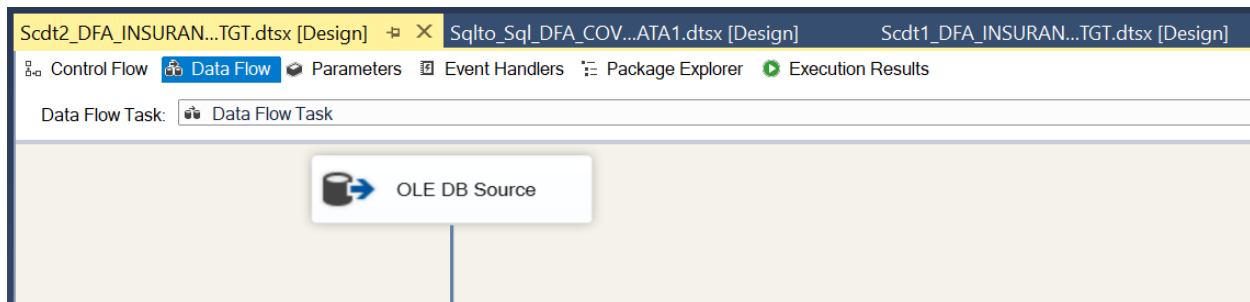 Scdt2_DFA_INSURAN...TGT.dtsx [Design] Sqlto_Sql_DFA_COV...ATA1.dtsx [Design] Scdt1_DFA_INSURAN...TGT.dtsx [Design]
Control Flow Data Flow Parameters Event Handlers Package Explorer Execution Results
Data Flow Task: Data Flow Task
OLE DB Source